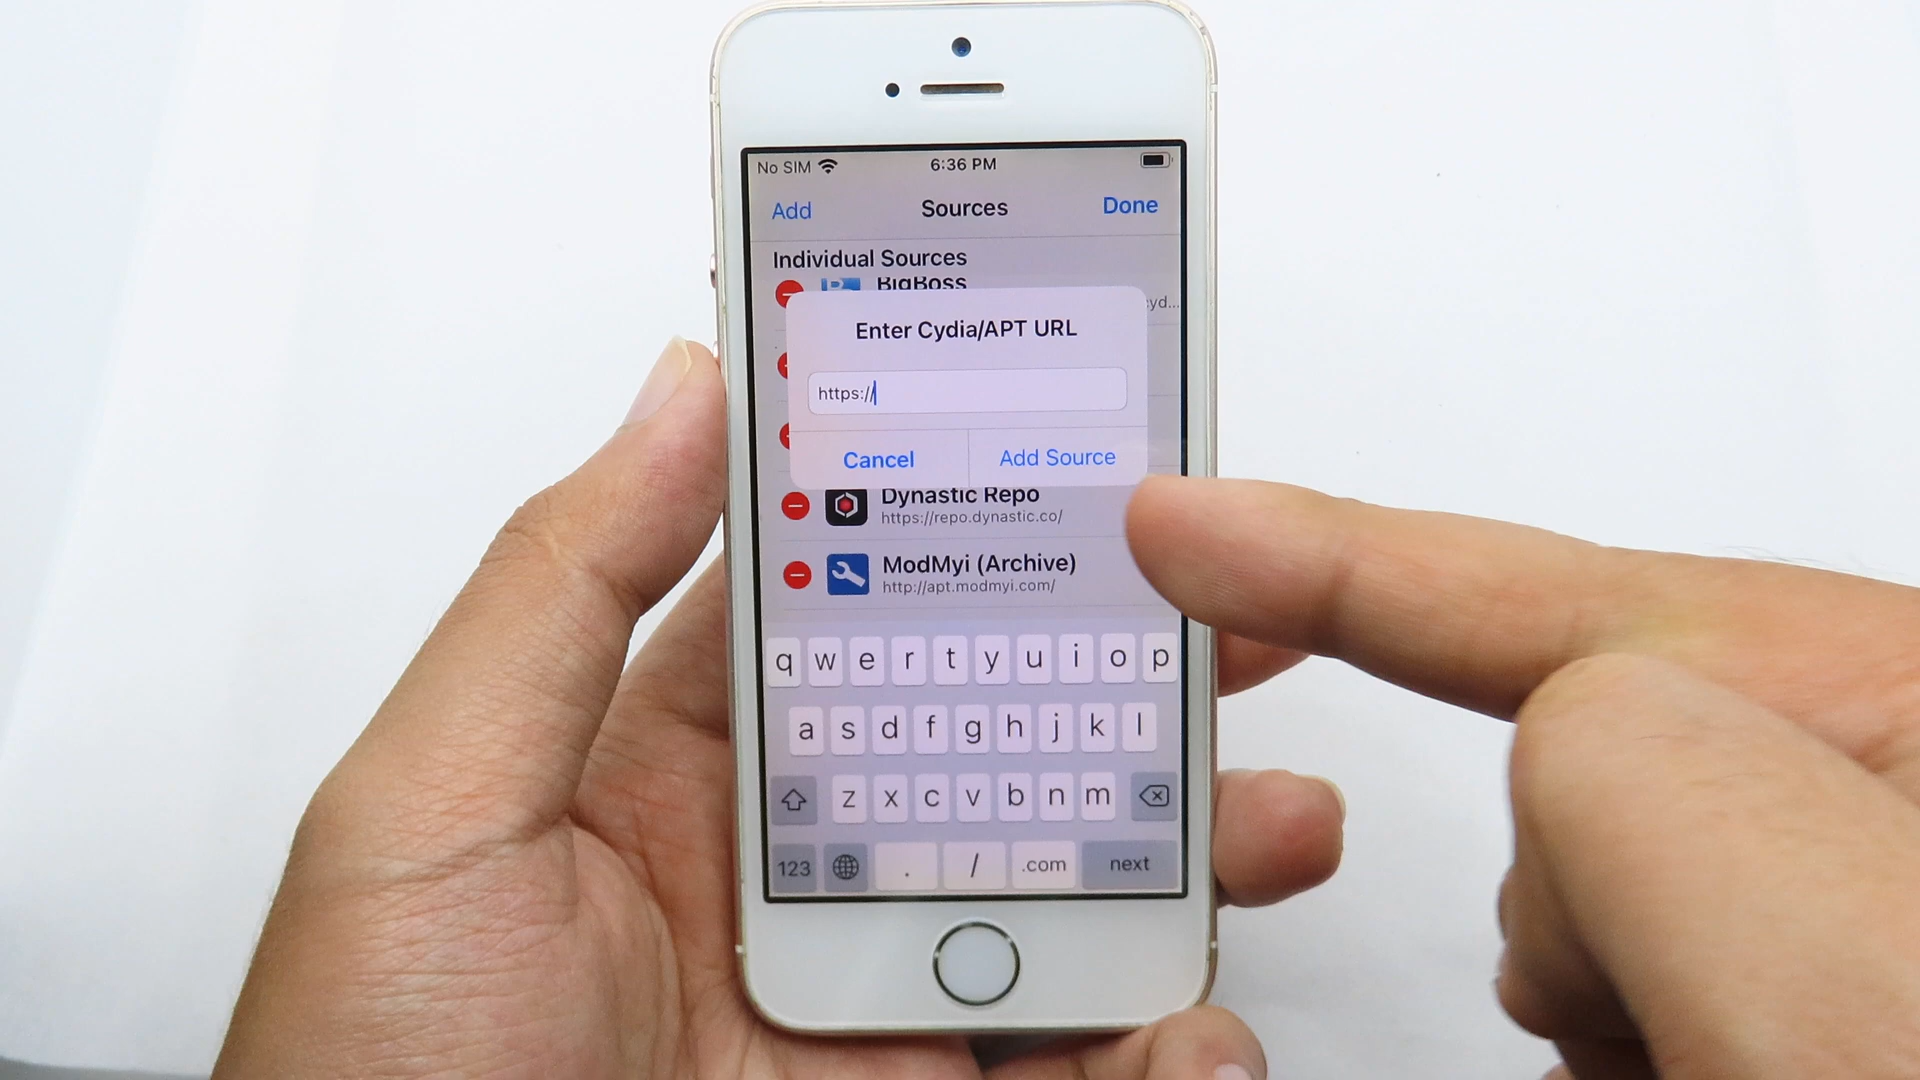 No SIM 6:36 PM
Add Sources Done
Individual Sources
BigBoss
cyd...
Enter Cydia/APT URL
https://
Cancel Add Source
Dynastic Repo
https://repo.dynastic.co/
ModMyi (Archive)
http://apt.modmyi.com/
q w e r t y u i o p
a s d f g h j k l
z x c v b n m
123 . / .com next